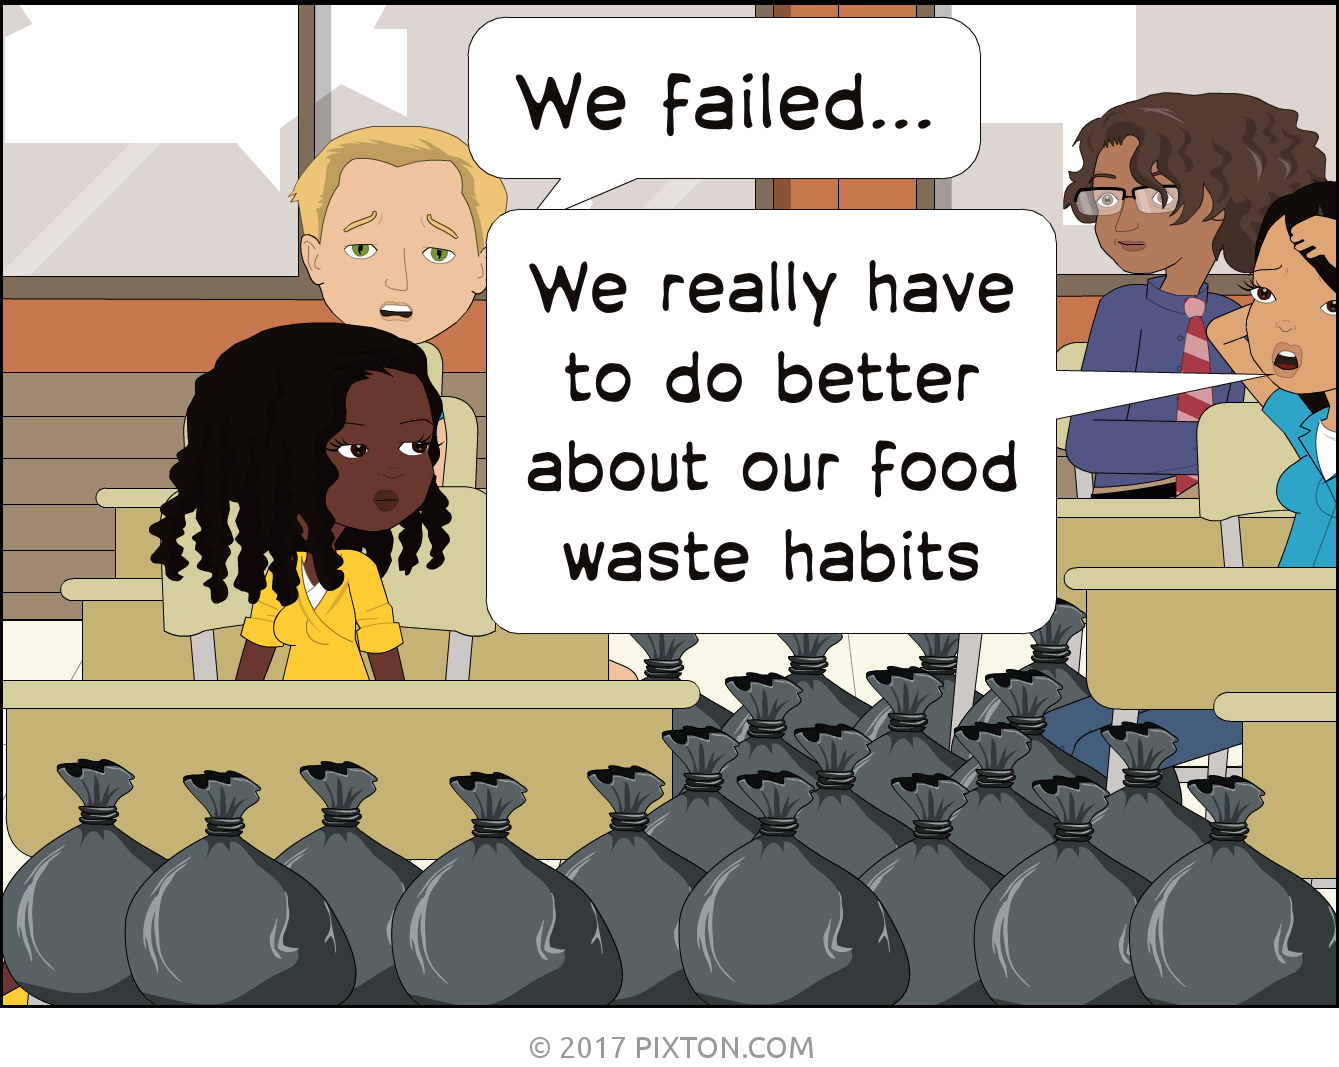 We failed...
We really have
to do better
about our food
waste habits
© 2017 PIXTON.COM